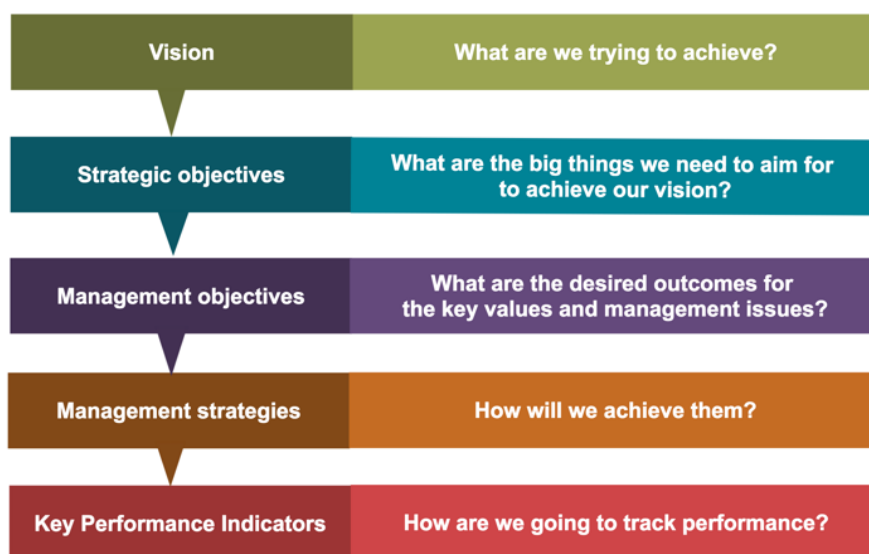 Vision
What are we trying to achieve?
Strategic objectives
What are the big things we need to aim for
to achieve our vision?
Management objectives
What are the desired outcomes for
the key values and management issues?
Management strategies
How will we achieve them?
Key Performance Indicators
How are we going to track performance?